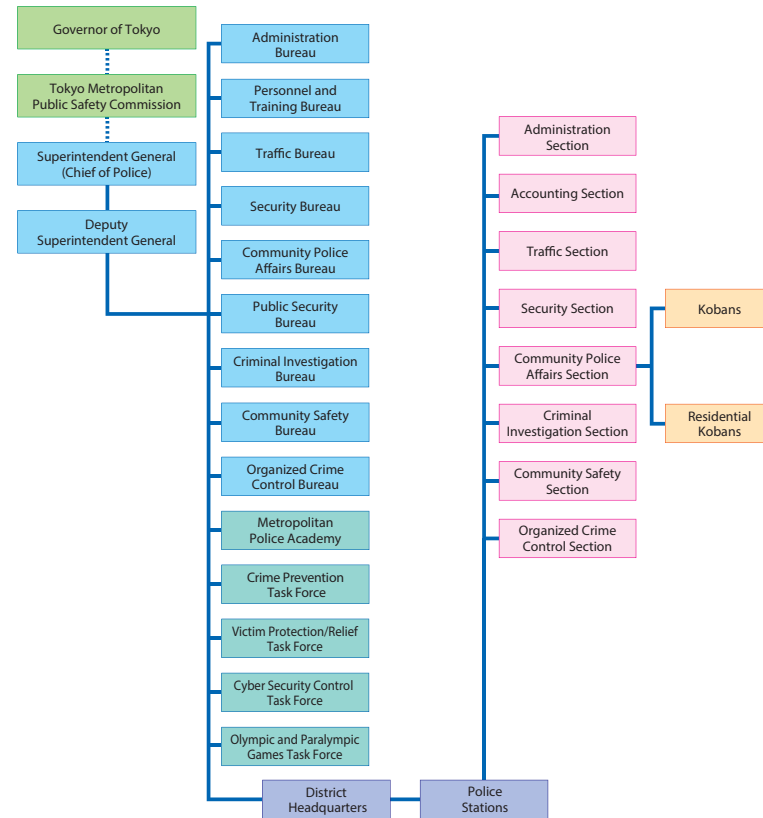 Governor of Tokyo
Tokyo Metropolitan
Public Safety Commission
Superintendent General
(Chief of Police)
Deputy
Superintendent General
Administration
Bureau
Personnel and
Training Bureau
Traffic Bureau
Security Bureau
Community Police
Affairs Bureau
Public Security
Bureau
Criminal Investigation
Bureau
Community Safety
Bureau
Organized Crime
Control Bureau
Metropolitan
Police Academy
Crime Prevention
Task Force
Victim Protection/Relief
Task Force
Cyber Security Control
Task Force
Olympic and Paralympic
Games Task Force
District
Headquarters
Police
Stations
Administration
Section
Accounting Section
Traffic Section
Security Section
Community Police
Affairs Section
Criminal
Investigation Section
Community Safety
Section
Organized Crime
Control Section
Kobans
Residential
Kobans